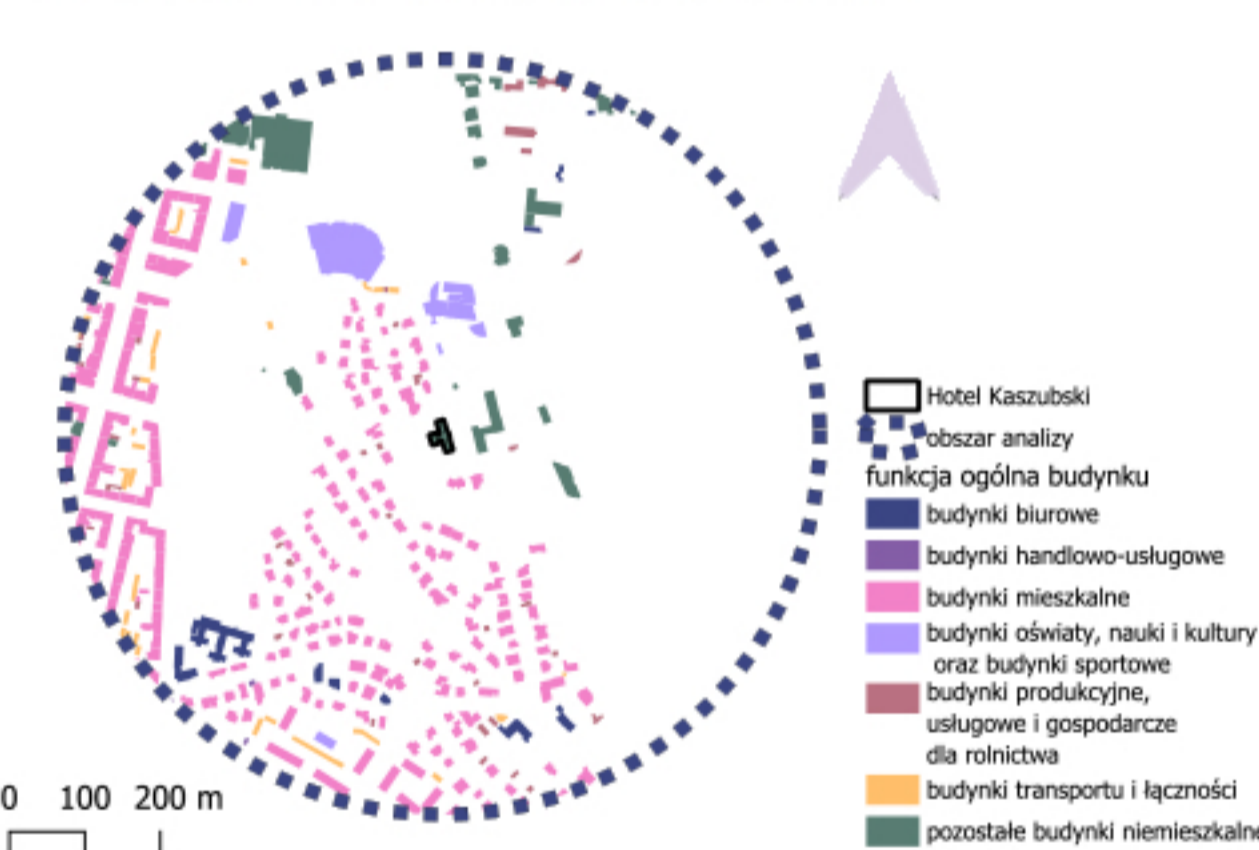 Hotel Kaszubski
obszar analizy
funkcja ogólna budynku
budynki biurowe
budynki handlowo-usługowe
budynki mieszkalne
budynki oświaty, nauki i kultury
oraz budynki sportowe
budynki produkcyjne,
usługowe i gospodarcze
dla rolnictwa
budynki transportu i łączności
pozostałe budynki niemieszkalne
0 100 200 m